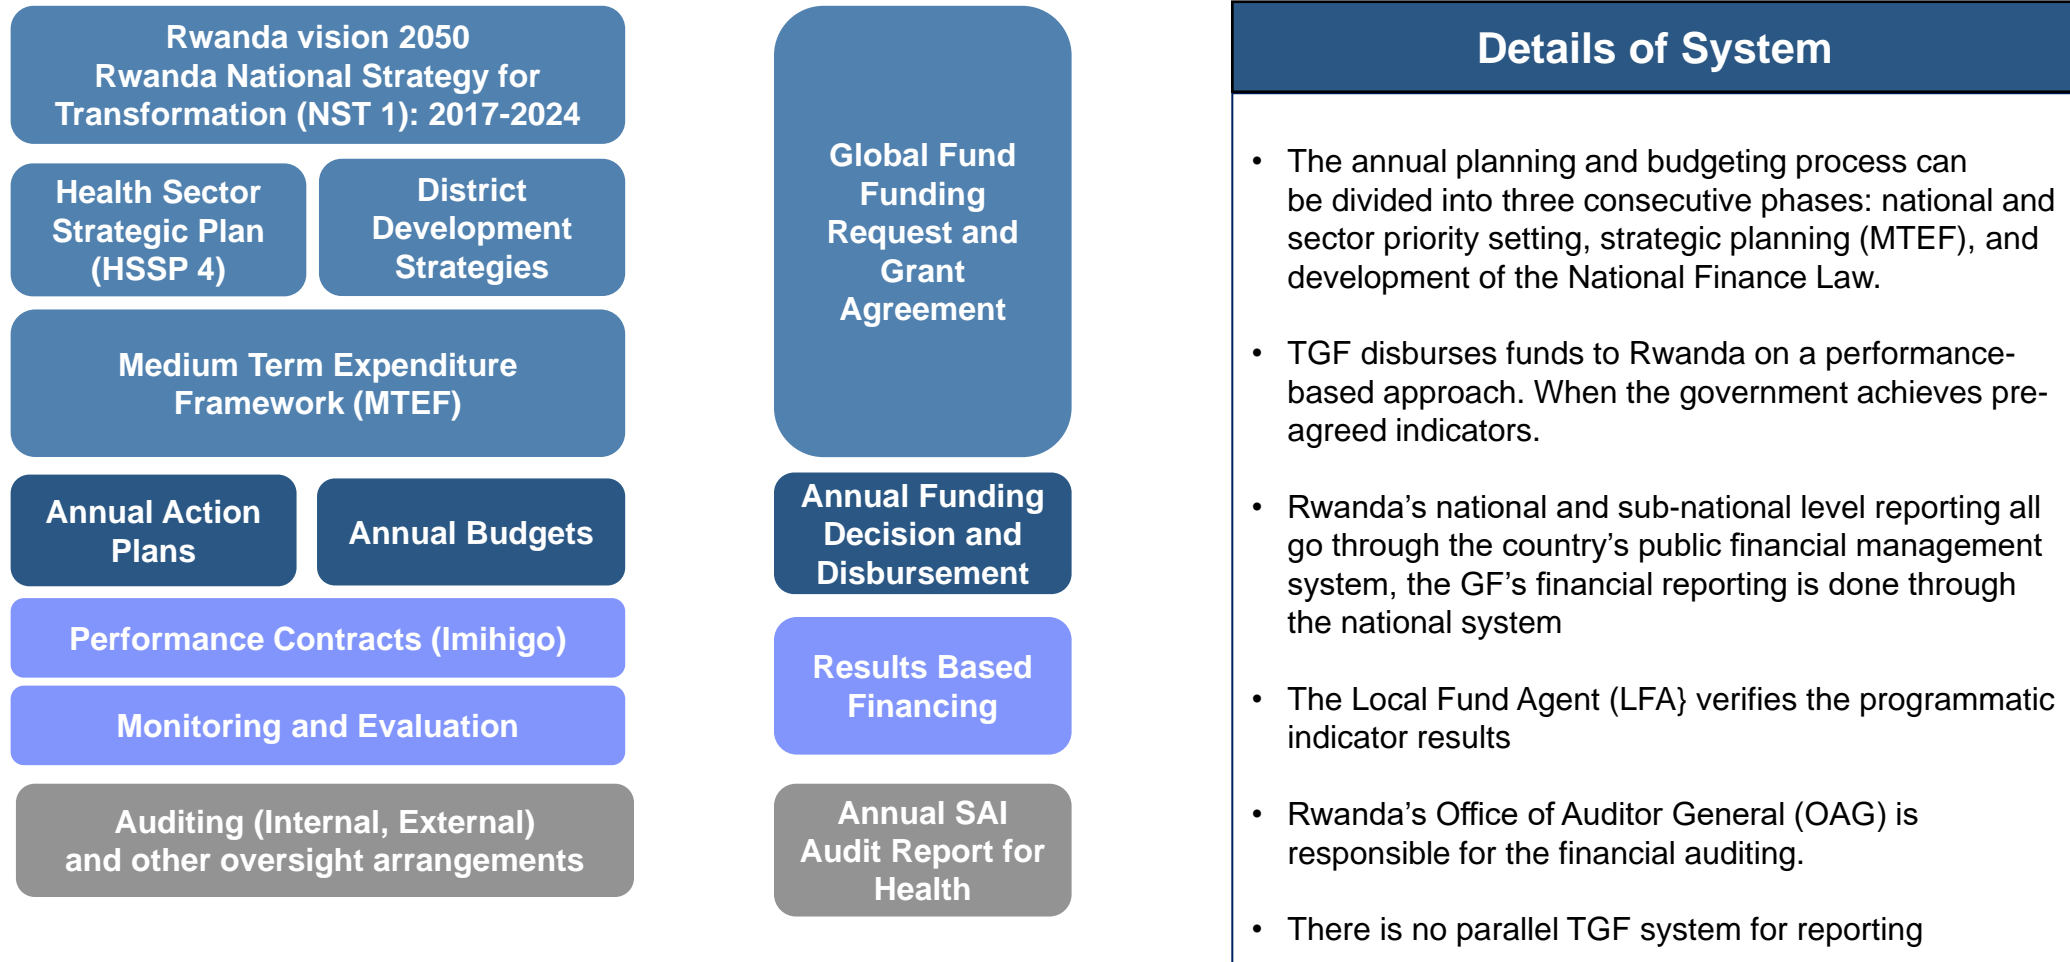 Rwanda vision 2050
Rwanda National Strategy for
Transformation (NST 1): 2017-2024
Health Sector
Strategic Plan
(HSSP 4)
District
Development
Strategies
Medium Term Expenditure
Framework (MTEF)
Annual Action
Plans
Annual Budgets
Performance Contracts (Imihigo)
Monitoring and Evaluation
Auditing (Internal, External)
and other oversight arrangements
Global Fund
Funding
Request and
Grant
Agreement
Annual Funding
Decision and
Disbursement
Results Based
Financing
Annual SAI
Audit Report for
Health
Details of System
• The annual planning and budgeting process can
be divided into three consecutive phases: national and
sector priority setting, strategic planning (MTEF), and
development of the National Finance Law.
• TGF disburses funds to Rwanda on a performance-
based approach. When the government achieves pre-
agreed indicators.
• Rwanda’s national and sub-national level reporting all
go through the country’s public financial management
system, the GF’s financial reporting is done through
the national system
• The Local Fund Agent (LFA} verifies the programmatic
indicator results
• Rwanda’s Office of Auditor General (OAG) is
responsible for the financial auditing.
• There is no parallel TGF system for reporting